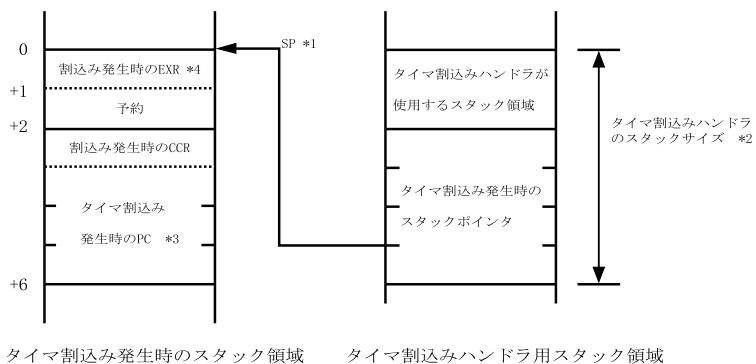 SP *1
0
割込み発生時のEXR *4
+1
予約
+2
割込み発生時のCCR
タイマ割込み
発生時のPC *3
+6
タイマ割込みハンドラが
使用するスタック領域
タイマ割込み発生時の
スタックポインタ
タイマ割込みハンドラ
のスタックサイズ *2
タイマ割込み発生時のスタック領域
タイマ割込みハンドラ用スタック領域